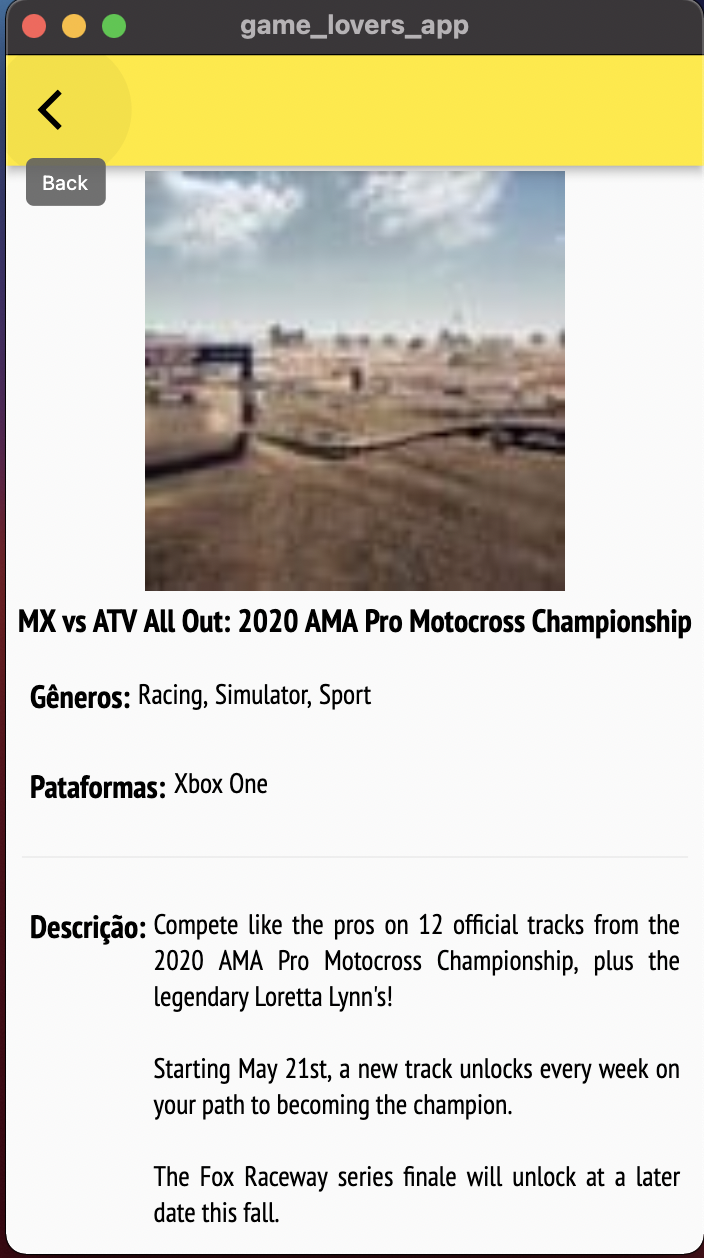 game_lovers_app
Back
MX vs ATV All Out: 2020 AMA Pro Motocross Championship
Gêneros: Racing, Simulator, Sport
Pataformas: Xbox One
Descrição: Compete like the pros on 12 official tracks from the
2020 AMA Pro Motocross Championship, plus the
legendary Loretta Lynn's!
Starting May 21st, a new track unlocks every week on
your path to becoming the champion.
The Fox Raceway series finale will unlock at a later
date this fall.